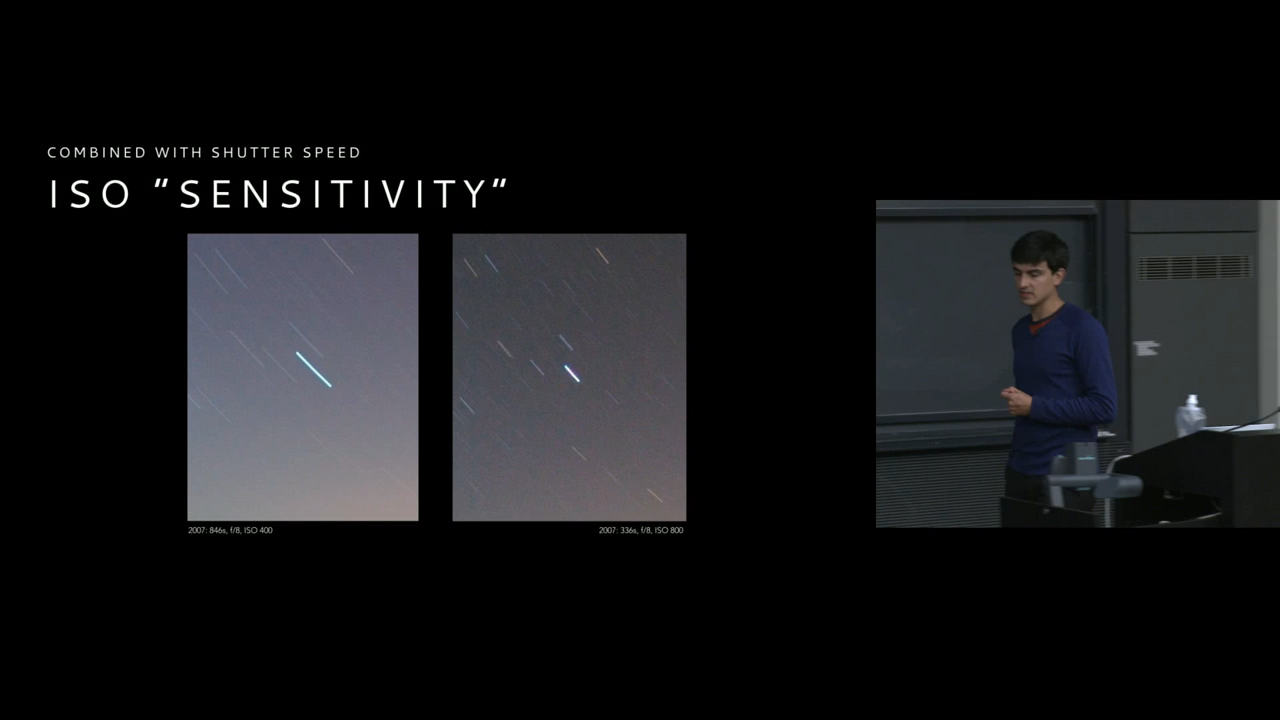 COMBINED WITH SHUTTER SPEED
ISO “SENSITIVITY“
2007: 846s, f/8, ISO 400
2007: 336s, f/8, ISO 800